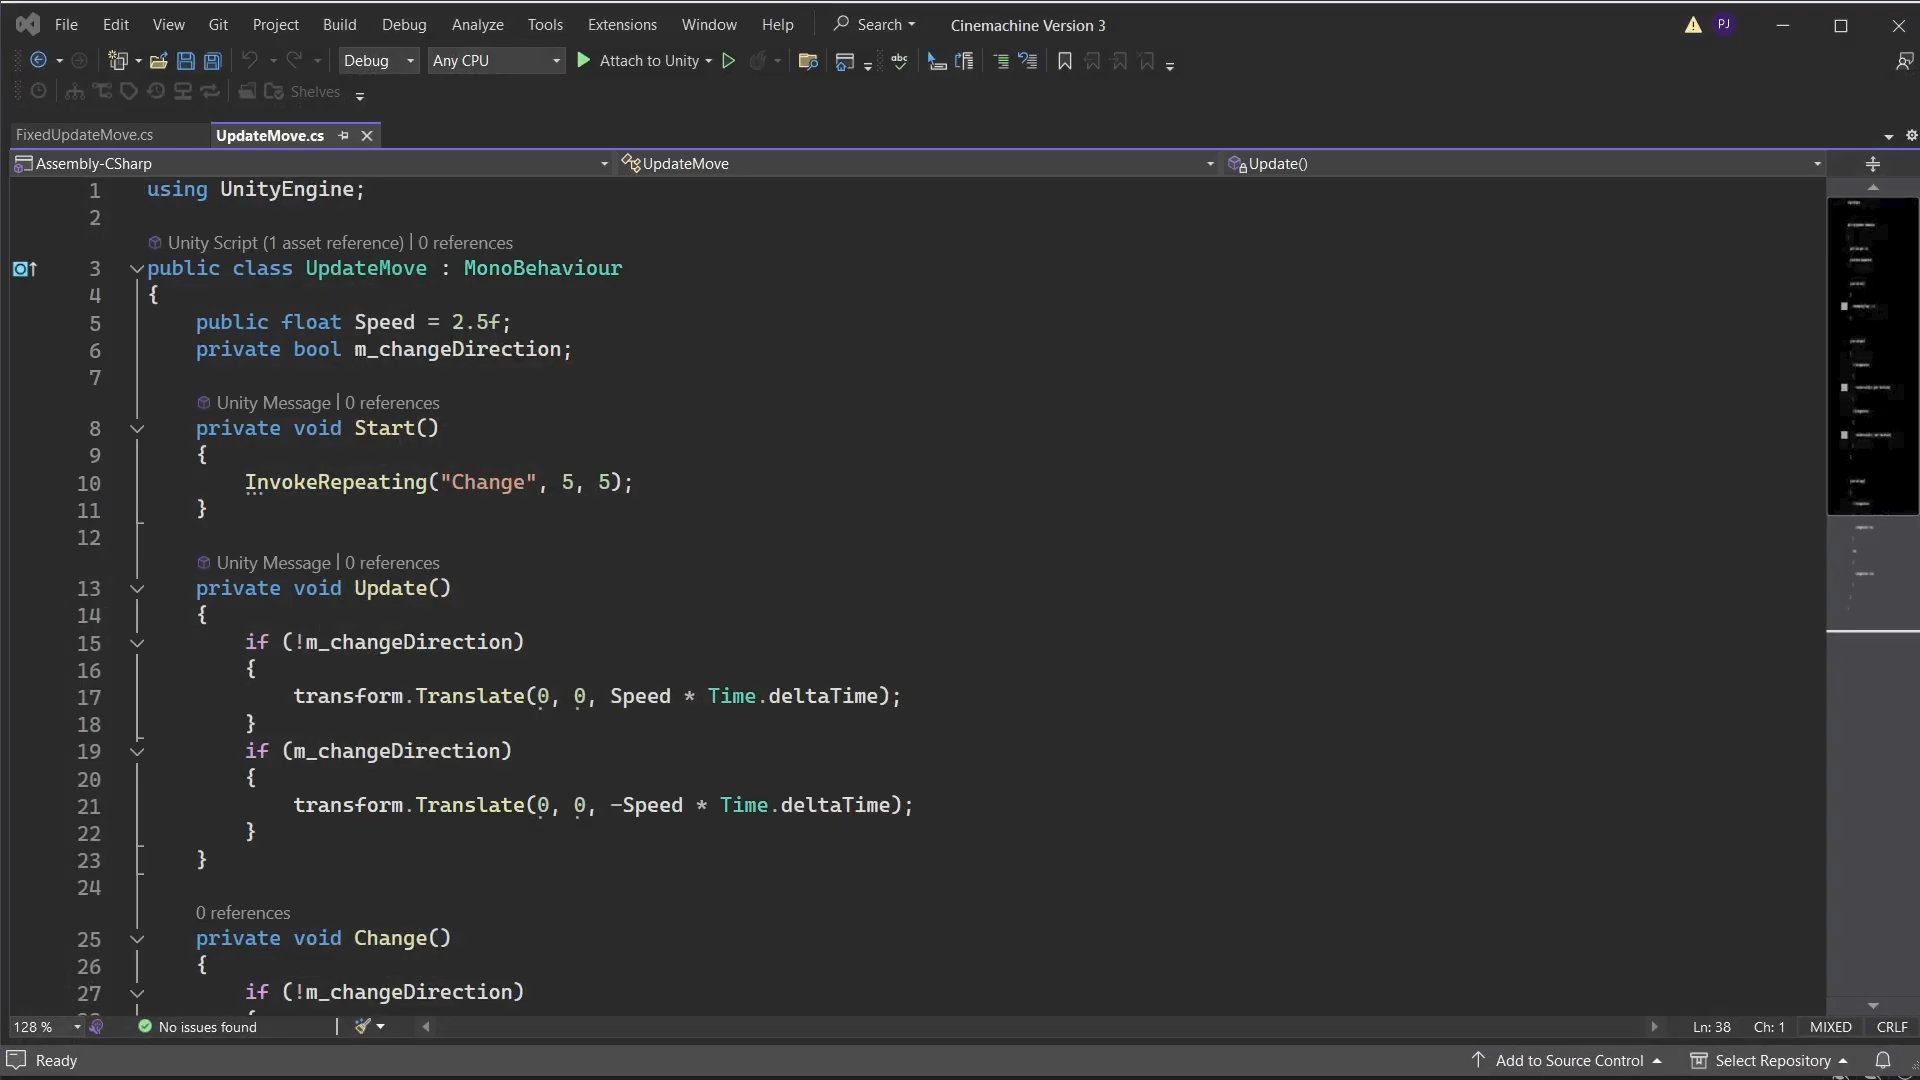 File Edit View Git Project Build Debug Analyze Tools Extensions Window Help Search Cinemachine Version 3 PJ
Debug Any CPU Attach to Unity abc
Shelves
FixedUpdateMove.cs UpdateMove.cs
Assembly-CSharp UpdateMove Update()
1 using UnityEngine;
2
Unity Script (1 asset reference) | 0 references
3 public class UpdateMove : MonoBehaviour
4 {
5 public float Speed = 2.5f;
6 private bool m_changeDirection;
7
Unity Message | 0 references
8 private void Start()
9 {
10 InvokeRepeating("Change", 5, 5);
11 }
12
Unity Message | 0 references
13 private void Update()
14 {
15 if (!m_changeDirection)
16 {
17 transform.Translate(0, 0, Speed * Time.deltaTime);
18 }
19 if (m_changeDirection)
20 {
21 transform.Translate(0, 0, -Speed * Time.deltaTime);
22 }
23 }
24
0 references
25 private void Change()
26 {
27 if (!m_changeDirection)
128 % No issues found Ln: 38 Ch: 1 MIXED CRLF
Ready Add to Source Control Select Repository